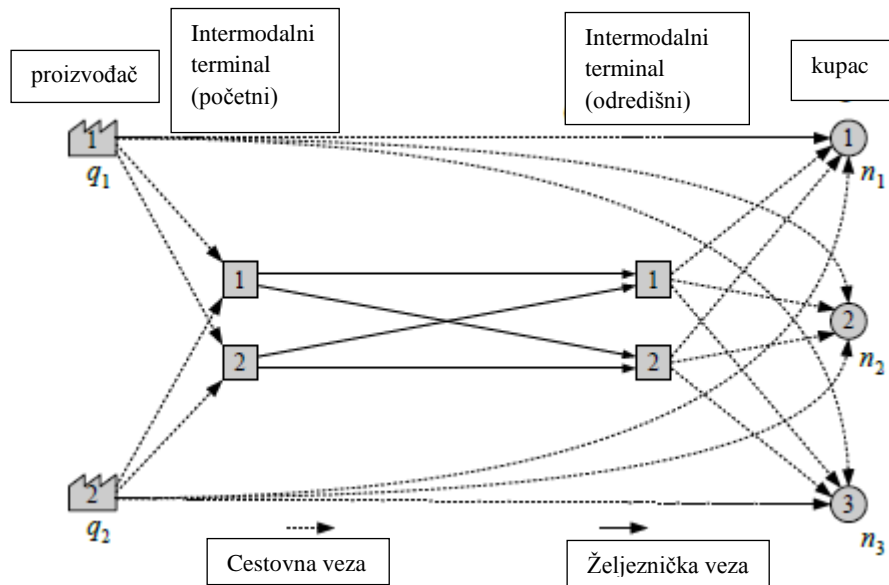 proizvođač
Intermodalni
terminal
(početni)
Intermodalni
terminal
(odredišni)
kupac
1
q1
1
n1
1
1
2
2
2
n2
2
q2
3
n3
Cestovna veza
Željeznička veza